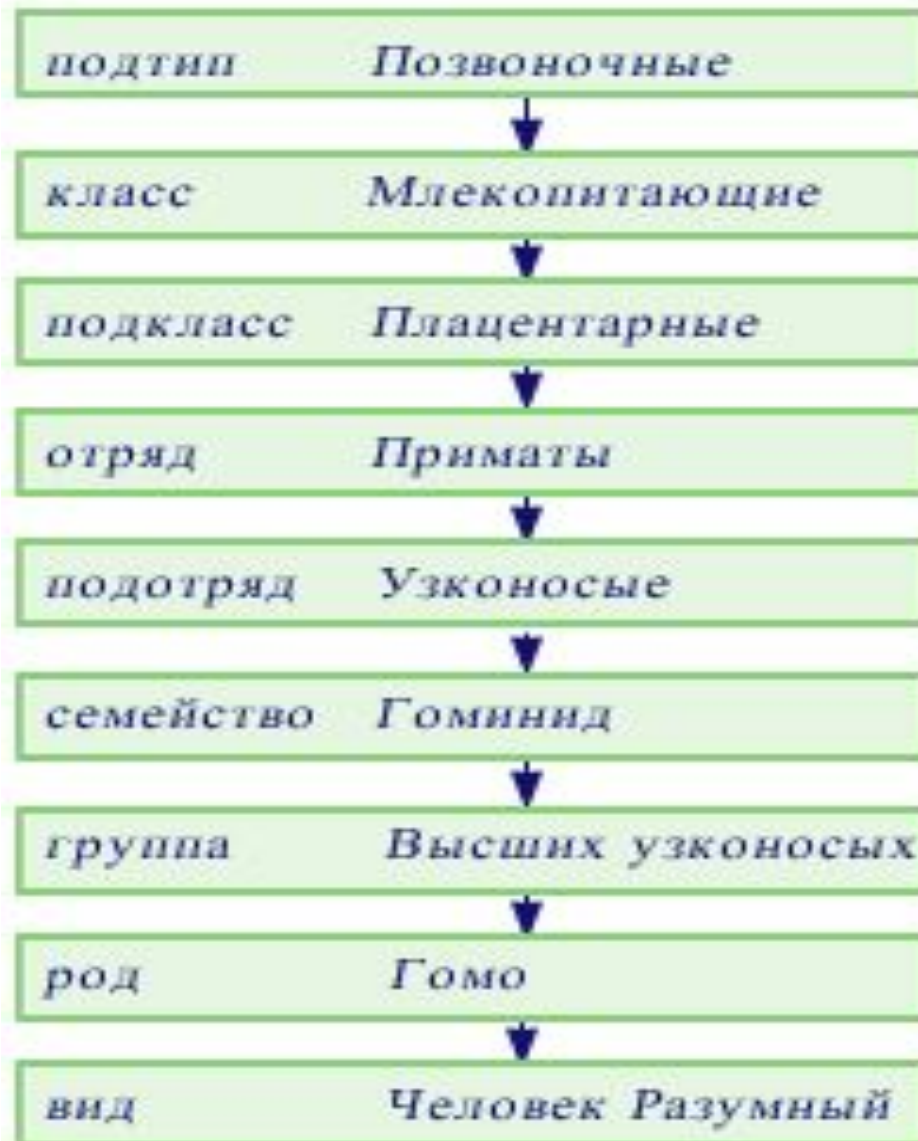 подтип Позвоночные
класс Млекопитающие
подкласс Плацентарные
отряд Приматы
подотряд Узконосые
семейство Гоминид
группа Высших узконосых
род Гомо
вид Человек Разумный